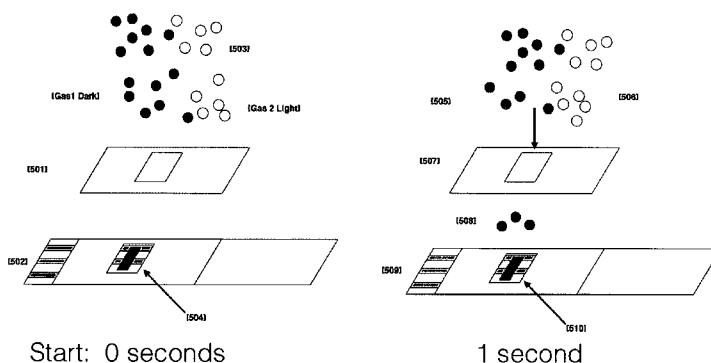 [503]
[Gas1 Dark]
[Gas 2 Light]
[501]
[502]
[504]
Start: 0 seconds
[505]
[506]
[507]
[508]
[509]
[510]
1 second